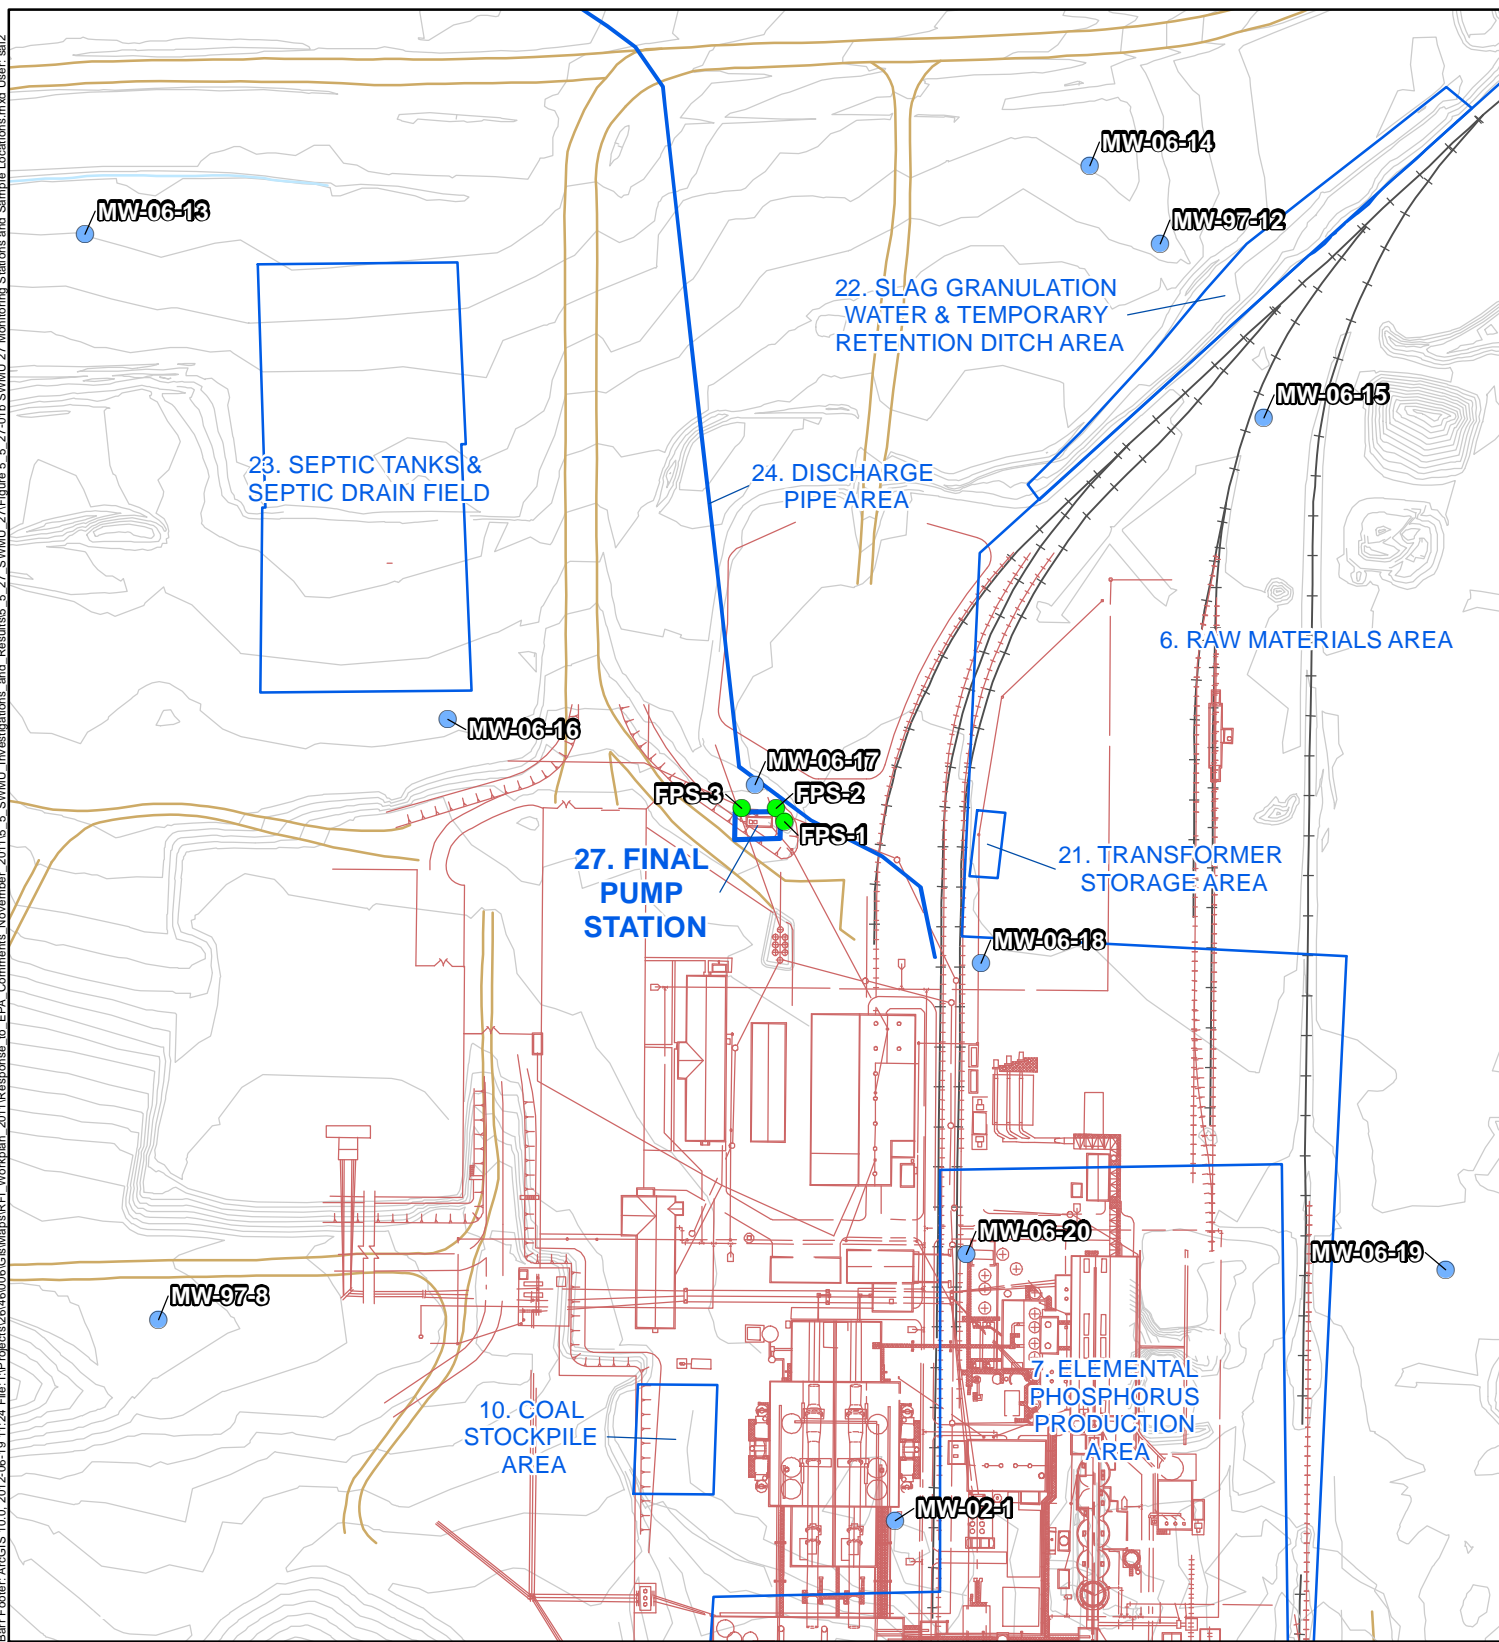 MW-06-14
MW-06-13
MW-97-12
22. SLAG GRANULATION
WATER & TEMPORARY
RETENTION DITCH AREA
MW-06-15
23. SEPTIC TANKS &
SEPTIC DRAIN FIELD
24. DISCHARGE
PIPE AREA
6. RAW MATERIALS AREA
MW-06-16
MW-06-17
FPS-3
FPS-2
FPS-1
27. FINAL
PUMP
STATION
21. TRANSFORMER
STORAGE AREA
MW-06-18
MW-06-20
MW-06-19
MW-97-8
7. ELEMENTAL
PHOSPHORUS
PRODUCTION
AREA
10. COAL
STOCKPILE
AREA
MW-02-1